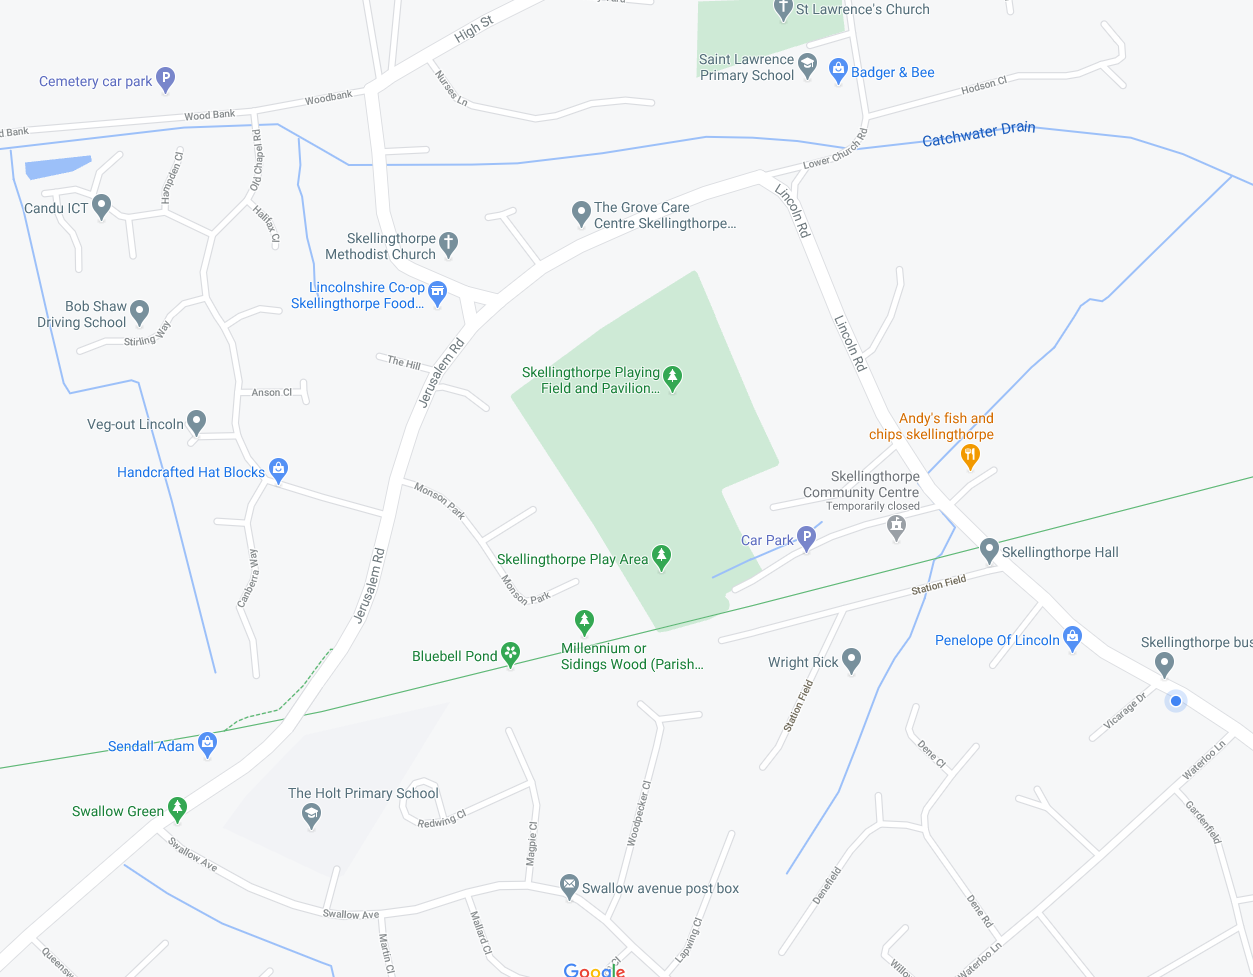 High St
St Lawrence's Church
Saint Lawrence
Primary School
Badger & Bee
Cemetery car park
Nurses Ln
Hodson Cl
Woodbank
Wood Bank
d Bank
Catchwater Drain
Lower Church Rd
Old Chapel Rd
Hampden Cl
Candu ICT
Halifax Cl
The Grove Care
Centre Skellingthorpe...
Lincoln Rd
Skellingthorpe
Methodist Church
Lincolnshire Co-op
Skellingthorpe Food...
Bob Shaw
Driving School
Stirling Way
Lincoln Rd
The Hill
Jerusalem Rd
Skellingthorpe Playing
Field and Pavilion...
Anson Cl
Veg-out Lincoln
Andy's fish and
chips skellingthorpe
Handcrafted Hat Blocks
Skellingthorpe
Community Centre
Temporarily closed
Monson Park
Car Park
Skellingthorpe Hall
Skellingthorpe Play Area
Canberra Way
Jerusalem Rd
Monson Park
Station Field
Millennium or
Sidings Wood (Parish...
Bluebell Pond
Wright Rick
Penelope Of Lincoln
Skellingthorpe bus
Station Field
Vicarage Dr
Sendall Adam
Dene Cl
Waterloo Ln
The Holt Primary School
Swallow Green
Redwing Cl
Magpie Cl
Woodpecker Cl
Gardenfield
Swallow Ave
Swallow avenue post box
Denefield
Swallow Ave
Mallard Cl
Martin Cl
Lapwing Cl
Dene Rd
Waterloo Ln
Queensw
Cl
Willow
Google